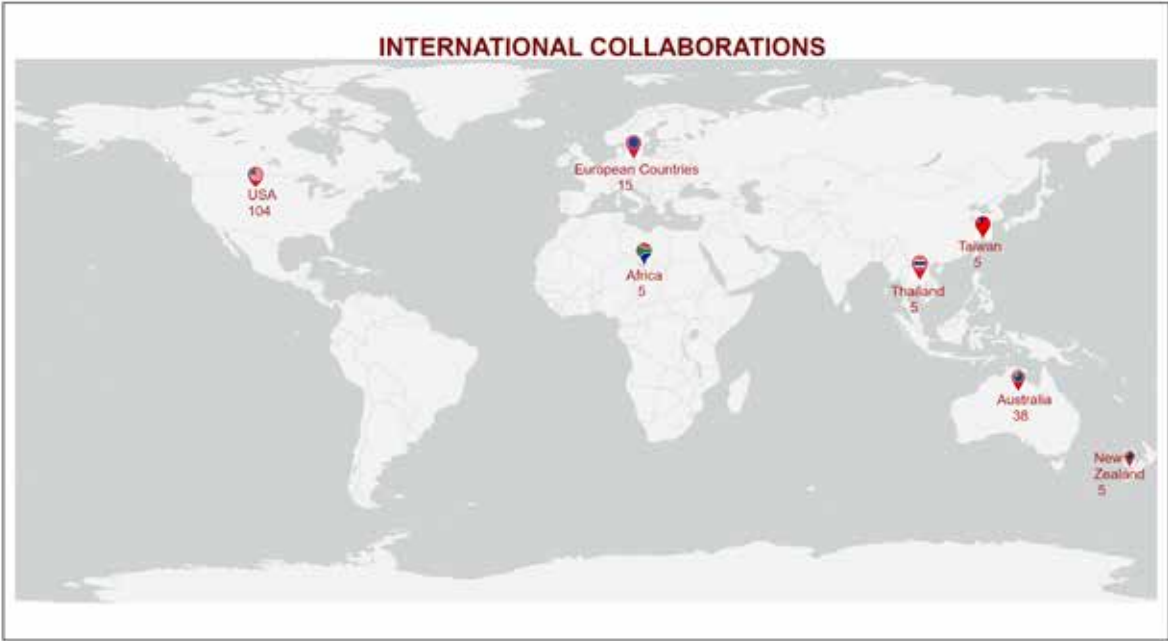 INTERNATIONAL COLLABORATIONS
European Countries
15
USA
104
Taiwan
5
Africa
5
Thailand
5
Australia
38
New
Zealand
5